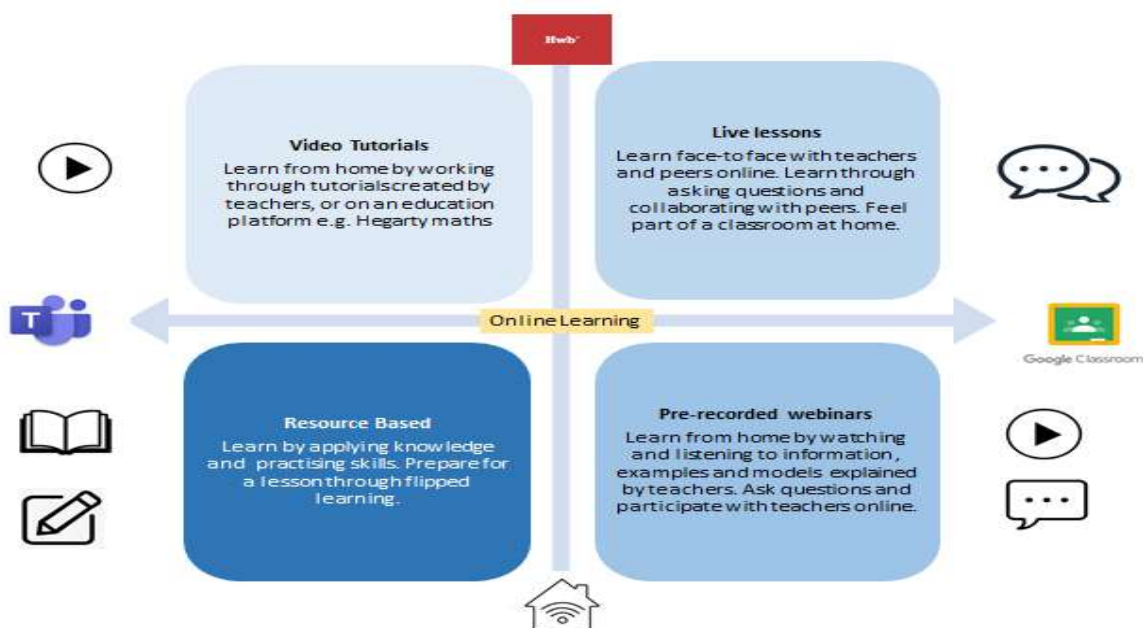 Hwb
Video Tutorials
Learn from home by working
through tutorials created by
teachers, or on an education
platform e.g. Hegarty maths
Live lessons
Learn face-to face with teachers
and peers online. Learn through
asking questions and
collaborating with peers. Feel
part of a classroom at home.
T
Online Learning
Google Classroom
Resource Based
Learn by applying knowledge
and practising skills. Prepare for
a lesson through flipped
learning.
Pre-recorded webinars
Learn from home by watching
and listening to information,
examples and models explained
by teachers. Ask questions and
participate with teachers online.